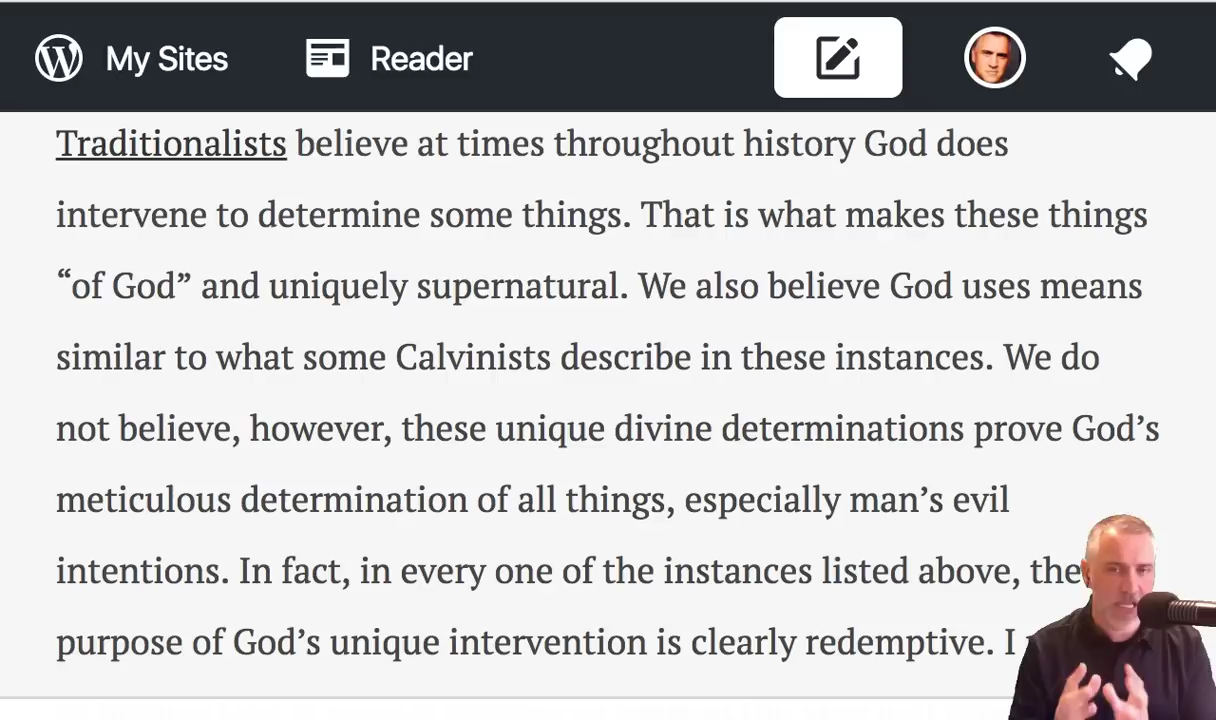 My Sites
Reader
Traditionalists believe at times throughout history God does
intervene to determine some things. That is what makes these things
“of God” and uniquely supernatural. We also believe God uses means
similar to what some Calvinists describe in these instances. We do
not believe, however, these unique divine determinations prove God’s
meticulous determination of all things, especially man’s evil
intentions. In fact, in every one of the instances listed above, the
purpose of God’s unique intervention is clearly redemptive. I